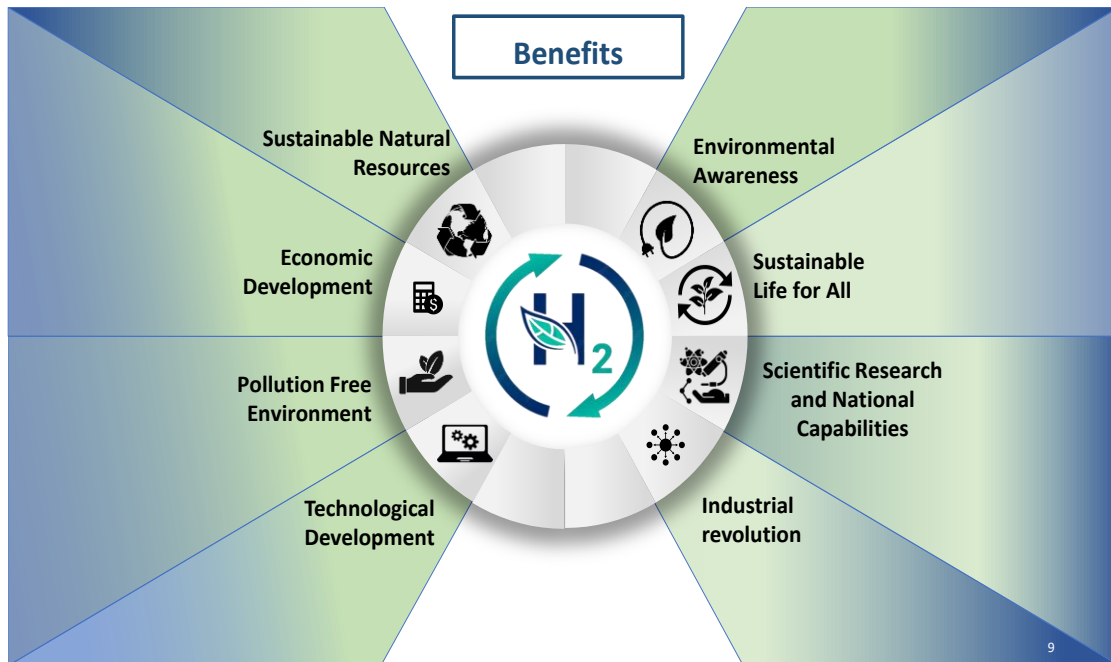 Benefits
Sustainable Natural
Resources
Economic
Development
Pollution Free
Environment
Technological
Development
Environmental
Awareness
Sustainable
Life for All
Scientific Research
and National
Capabilities
Industrial
revolution
H2
$
9